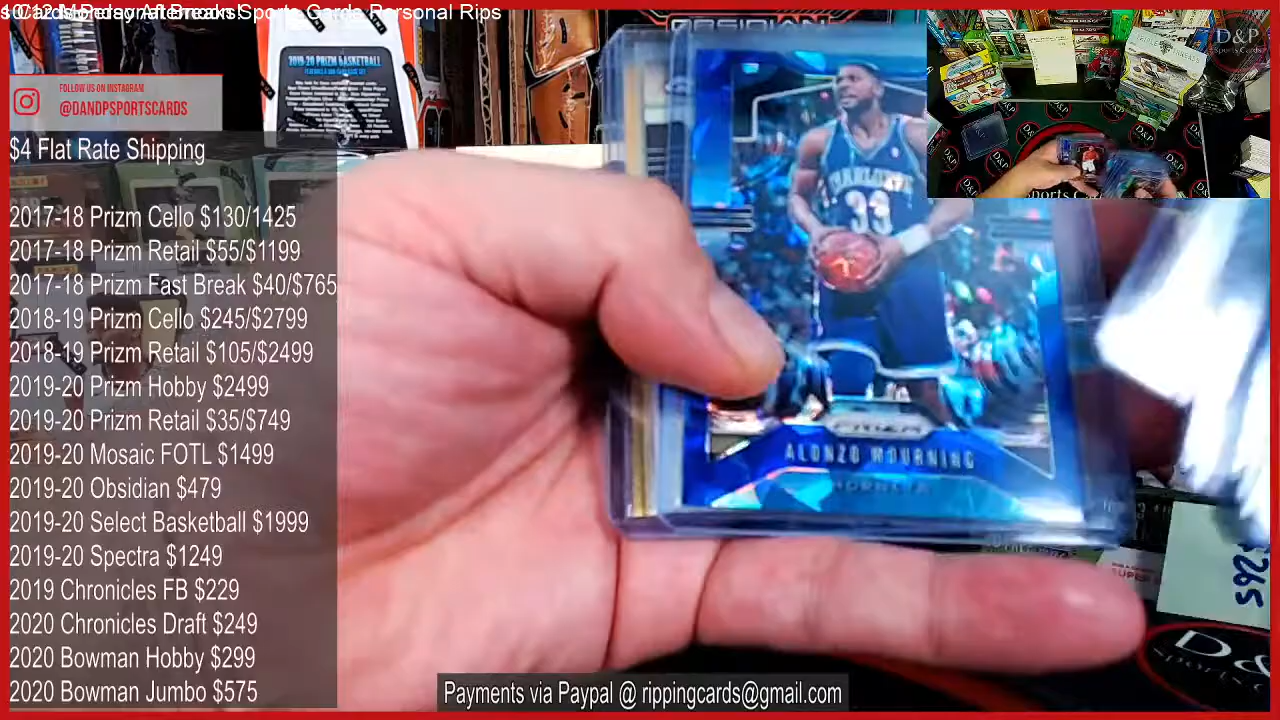 Sports Cards Personal Rips
OBSIDIAN
2019-20 PRIZM BASKETBALL
D&P
Sports Cards
FOLLOW US ON INSTAGRAM
@DANDPSPORTSCARDS
$4 Flat Rate Shipping
2017-18 Prizm Cello $130/1425
2017-18 Prizm Retail $55/$1199
2017-18 Prizm Fast Break $40/$765
2018-19 Prizm Cello $245/$2799
2018-19 Prizm Retail $105/$2499
2019-20 Prizm Hobby $2499
2019-20 Prizm Retail $35/$749
2019-20 Mosaic FOTL $1499
2019-20 Obsidian $479
2019-20 Select Basketball $1999
2019-20 Spectra $1249
2019 Chronicles FB $229
2020 Chronicles Draft $249
2020 Bowman Hobby $299
2020 Bowman Jumbo $575
CHARLOTTE
33
PRIZM
ALONZO MOURNING
HORNETS
265
Payments via Paypal @ rippingcards@gmail.com